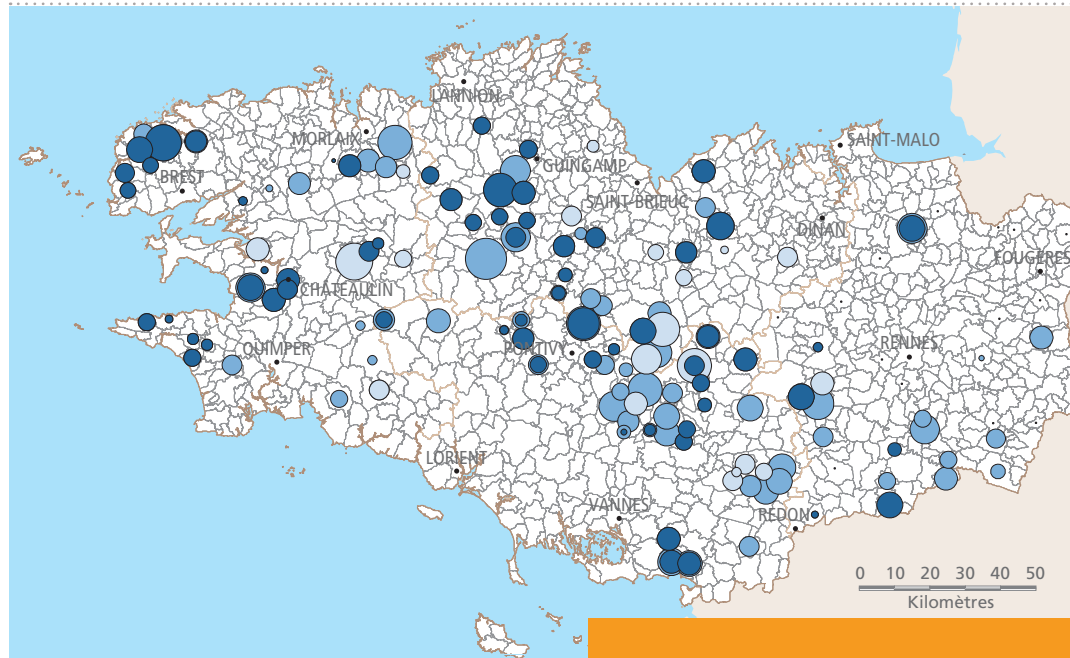 LANNION
MORLAIX
SAINT-MALO
GUINGAMP
BREST
SAINT-BRIEUC
DINAN
FOUGÈRES
CHÂTEAULIN
QUIMPER
PONTIVY
RENNES
LORIENT
VANNES
REDON
0 10 20 30 40 50
Kilomètres